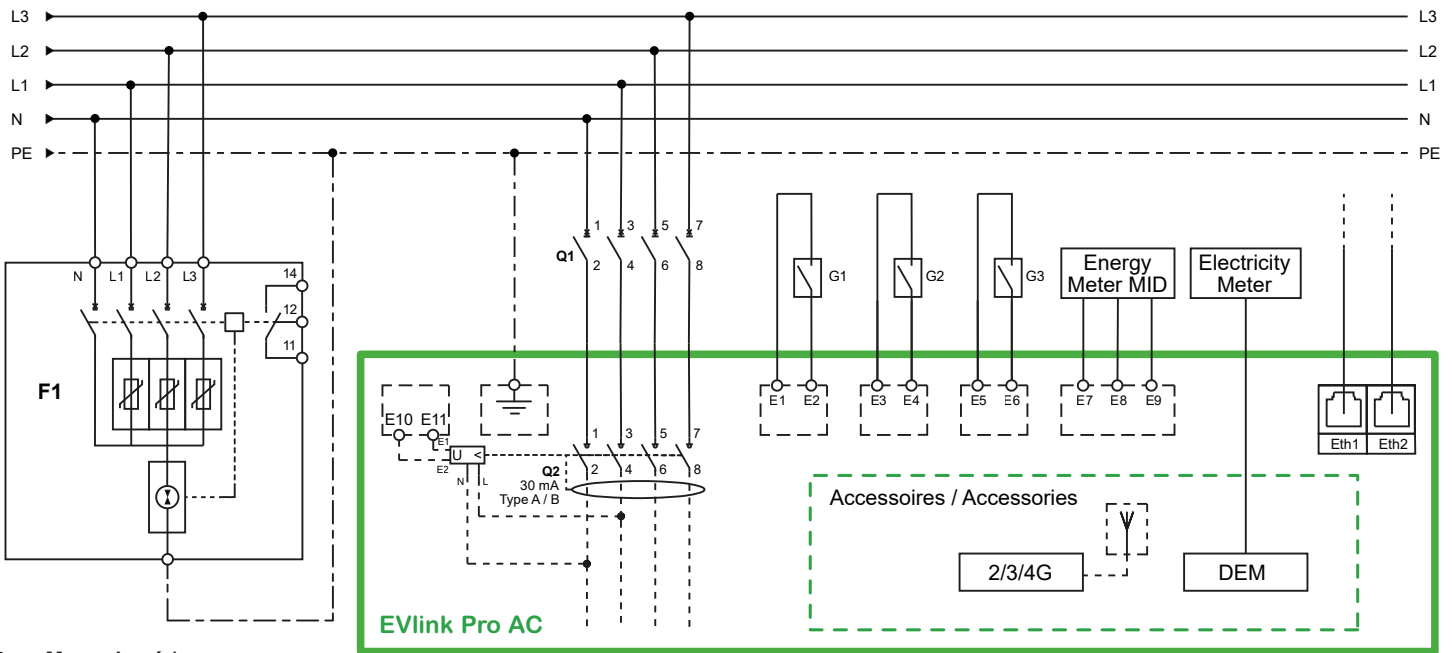 L3 L3
L2 L2
L1 L1
N N
PE PE
1 3 5 7
Q1
2 4 6 8
N L1 L2 L3 14
12
11
F1
G1 G2 G3
Energy
Meter MID
Electricity
Meter
E10 E11
E1 E2 E3 E4 E5 E6 E7 E8 E9
Eth1 Eth2
E1
E2
U <
N L
1 3 5 7
Q2
2 4 6 8
30 mA
Type A / B
Accessoires / Accessories
2/3/4G
DEM
EVlink Pro AC